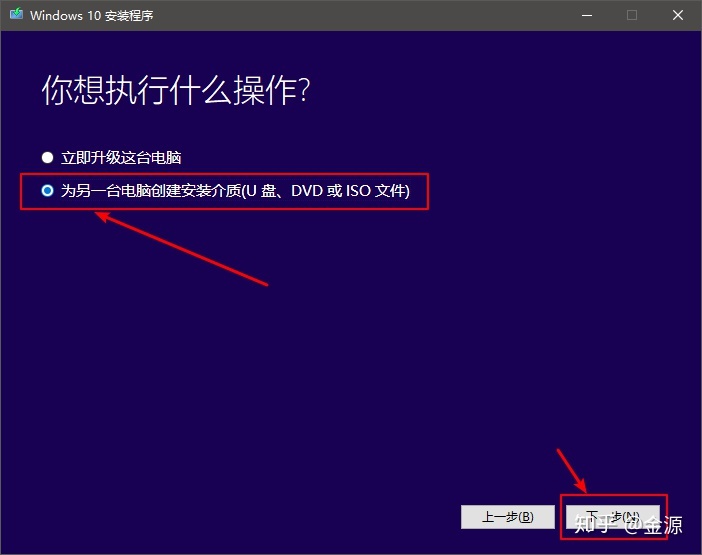 Windows 10 安装程序
你想执行什么操作?
立即升级这台电脑
为另一台电脑创建安装介质(U 盘、DVD 或 ISO 文件)
上一步(B)
下一步(N)
知乎 @金源